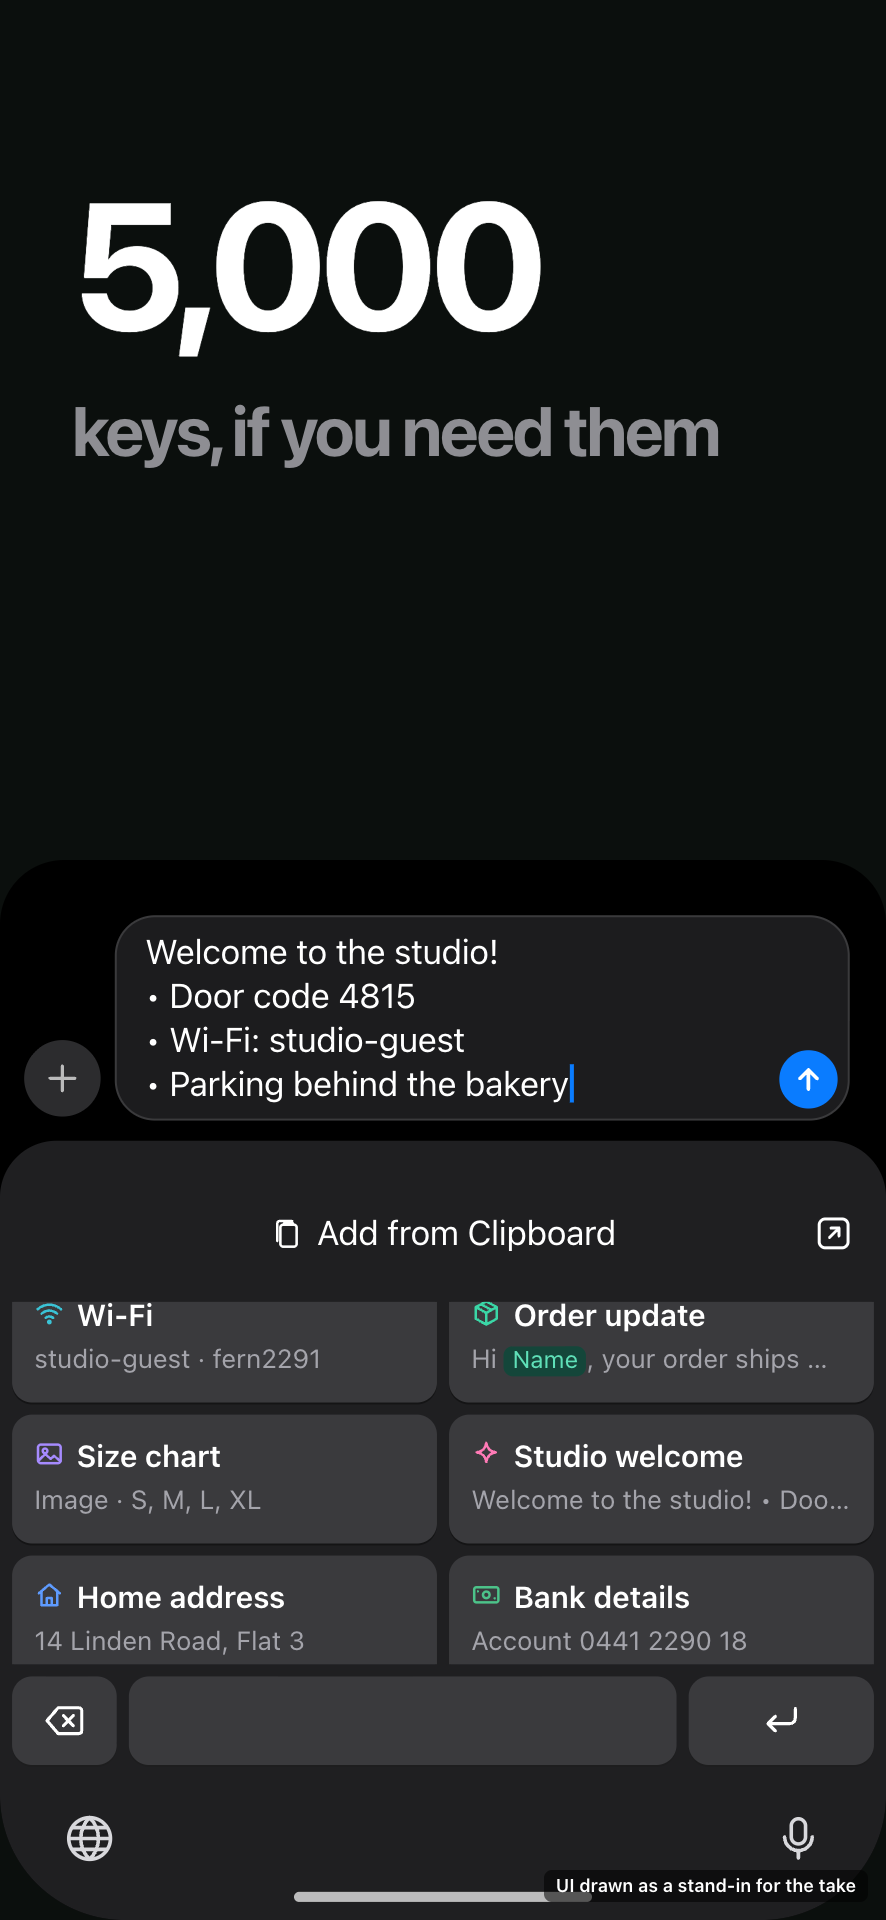 5,000
keys, if you need them
Welcome to the studio!
• Door code 4815
• Wi-Fi: studio-guest
• Parking behind the bakery
Add from Clipboard
Wi-Fi
studio-guest · fern2291
Order update
Hi Name, your order ships ...
Size chart
Image · S, M, L, XL
Studio welcome
Welcome to the studio! • Doo...
Home address
14 Linden Road, Flat 3
Bank details
Account 0441 2290 18
UI drawn as a stand-in for the take